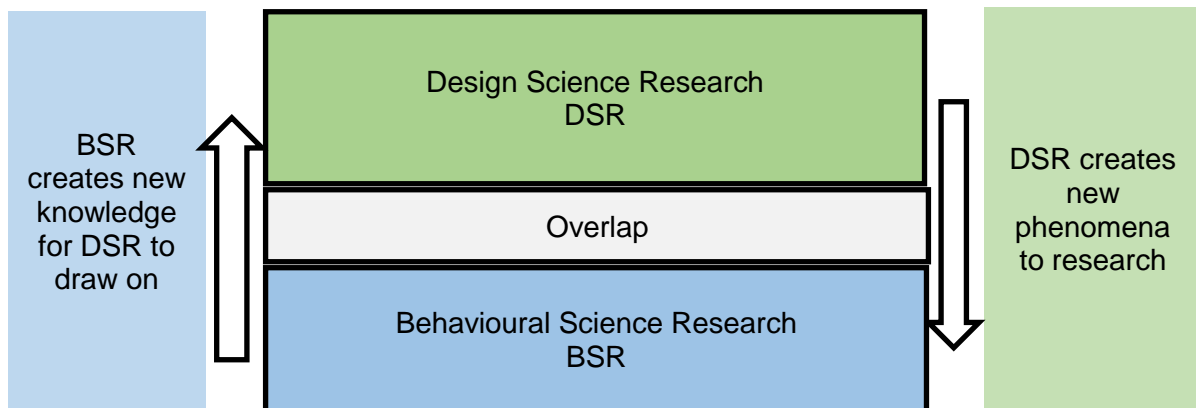 BSR
creates new
knowledge
for DSR to
draw on
Design Science Research
DSR
Overlap
Behavioural Science Research
BSR
DSR creates
new
phenomena
to research